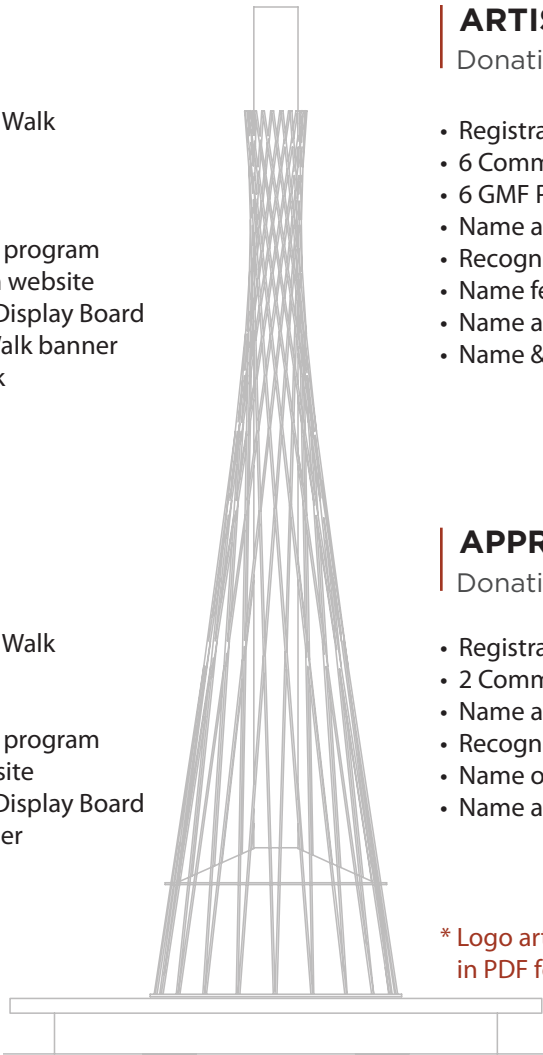 Walk
program
website
Display Board
alk banner
k
Walk
program
site
Display Board
er
ARTIS
Donati
• Registra
• 6 Comm
• 6 GMF P
• Name a
• Recogn
• Name fe
• Name a
• Name &
APPR
Donati
• Registra
• 2 Comm
• Name a
• Recogn
• Name o
• Name a
* Logo art
in PDF f